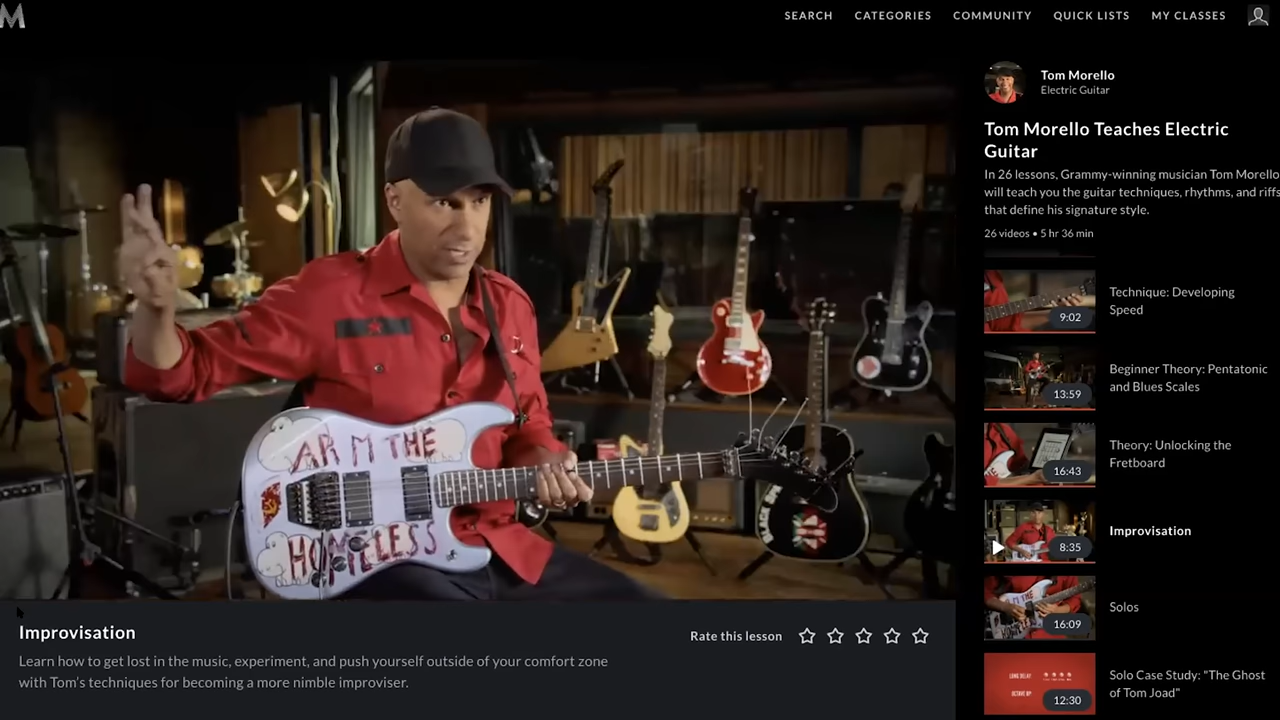 M
SEARCH CATEGORIES COMMUNITY QUICK LISTS MY CLASSES
Tom Morello
Electric Guitar
Tom Morello Teaches Electric
Guitar
In 26 lessons, Grammy-winning musician Tom Morello
will teach you the guitar techniques, rhythms, and riffs
that define his signature style.
26 videos • 5 hr 36 min
Technique: Developing
Speed
9:02
Beginner Theory: Pentatonic
and Blues Scales
13:59
Theory: Unlocking the
Fretboard
16:43
Improvisation
8:35
Solos
16:09
Solo Case Study: "The Ghost
of Tom Joad"
12:30
ARM THE
HOMELESS
Improvisation
Rate this lesson
Learn how to get lost in the music, experiment, and push yourself outside of your comfort zone
with Tom's techniques for becoming a more nimble improviser.